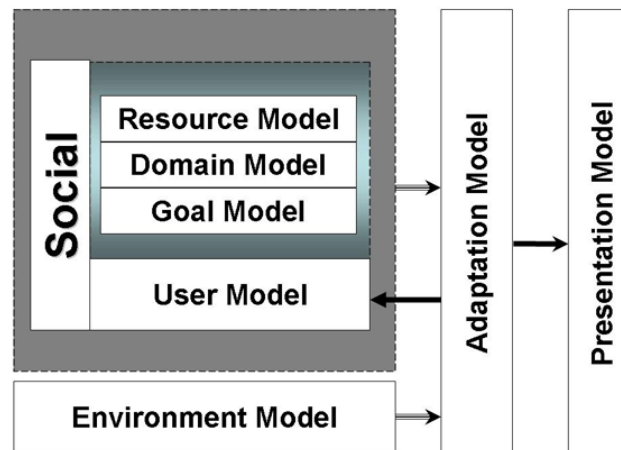 Social
Resource Model
Domain Model
Goal Model
User Model
Environment Model
Adaptation Model
Presentation Model